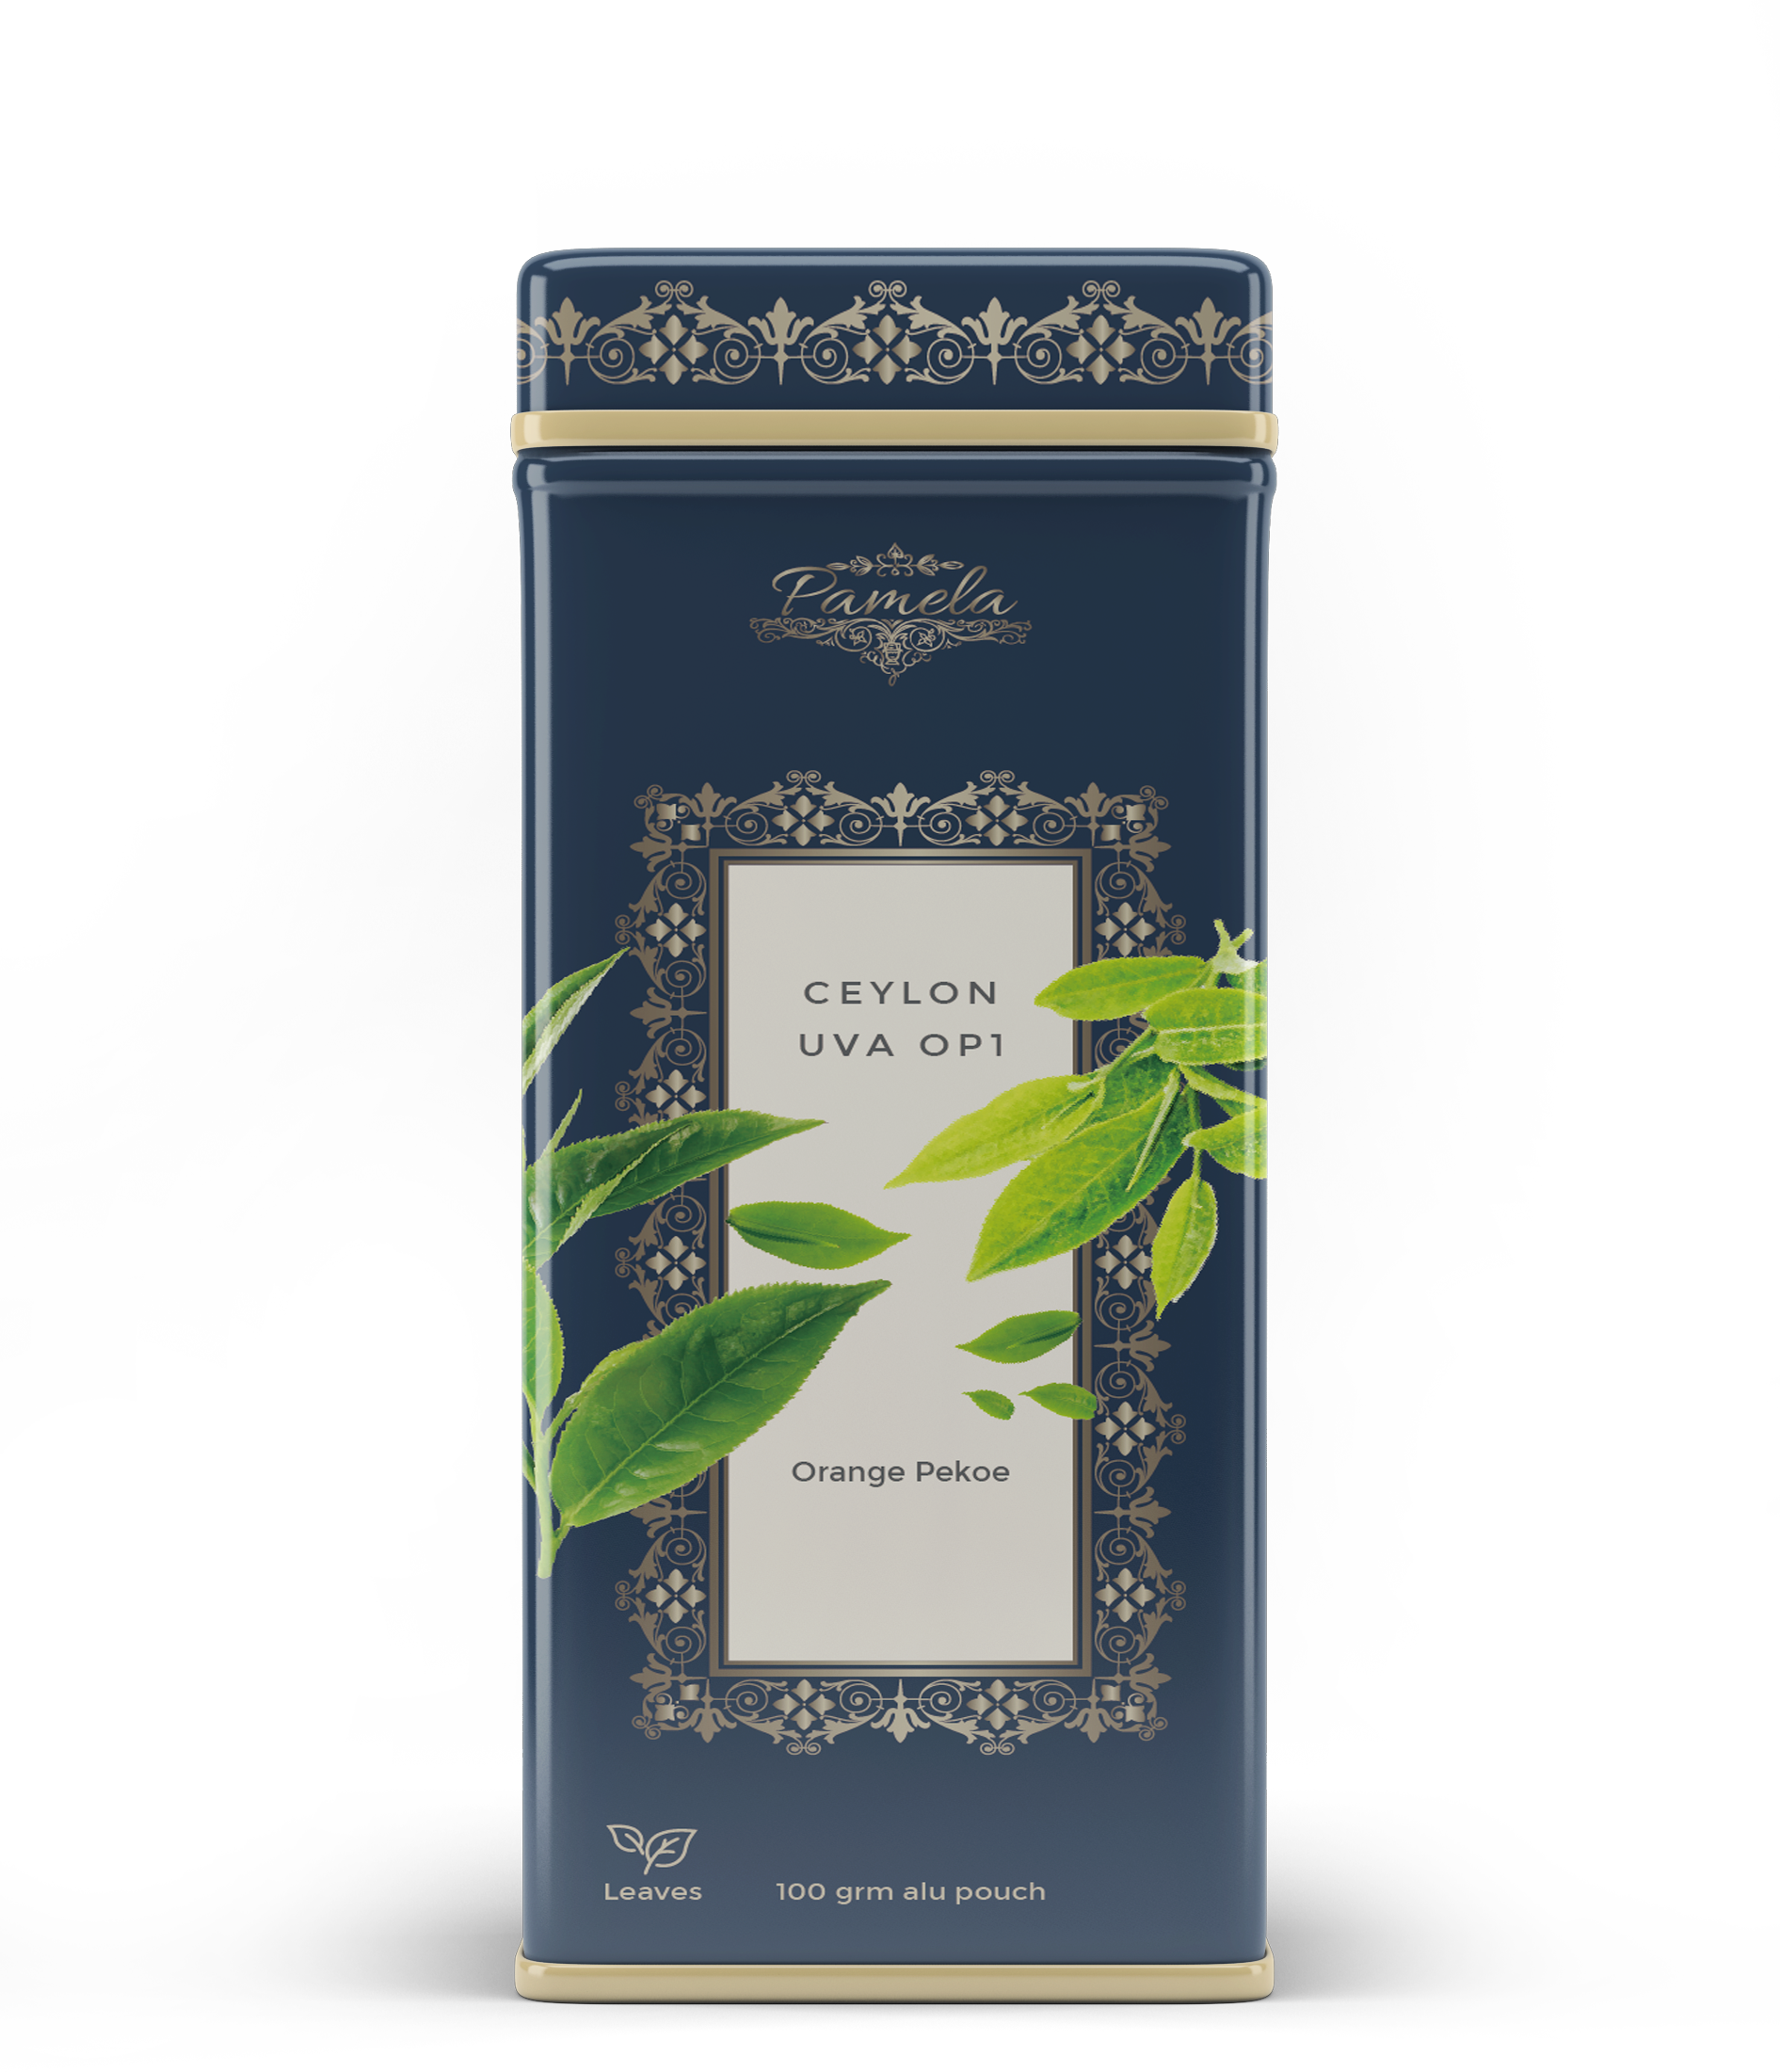 Pamela
CEYLON
UVA OP1
Orange Pekoe
Leaves
100 grm alu pouch